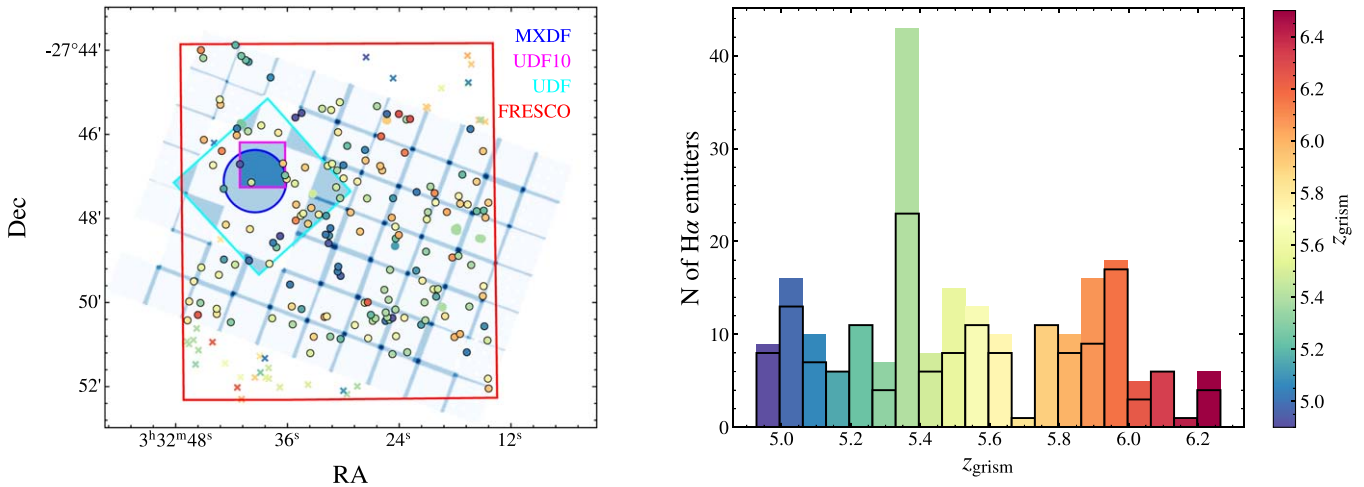 MXDF
UDF10
UDF
FRESCO
-27°44'
46'
48'
50'
52'
Dec
3ʰ32ᵐ48ˢ 36ˢ 24ˢ 12ˢ
RA
40
30
20
10
0
N of Hα emitters
5.0 5.2 5.4 5.6 5.8 6.0 6.2
z_grism
6.4
6.2
6.0
5.8
5.6
5.4
5.2
5.0
z_grism